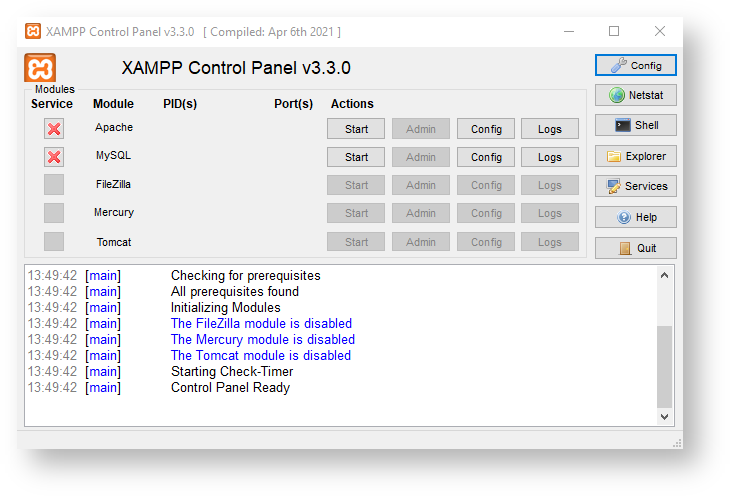 XAMPP Control Panel v3.3.0 [ Compiled: Apr 6th 2021 ]
XAMPP Control Panel v3.3.0
Config
Modules
Service Module PID(s) Port(s) Actions
Apache Start Admin Config Logs
MySQL Start Admin Config Logs
FileZilla Start Admin Config Logs
Mercury Start Admin Config Logs
Tomcat Start Admin Config Logs
Netstat
Shell
Explorer
Services
Help
Quit
13:49:42 [main] Checking for prerequisites
13:49:42 [main] All prerequisites found
13:49:42 [main] Initializing Modules
13:49:42 [main] The FileZilla module is disabled
13:49:42 [main] The Mercury module is disabled
13:49:42 [main] The Tomcat module is disabled
13:49:42 [main] Starting Check-Timer
13:49:42 [main] Control Panel Ready